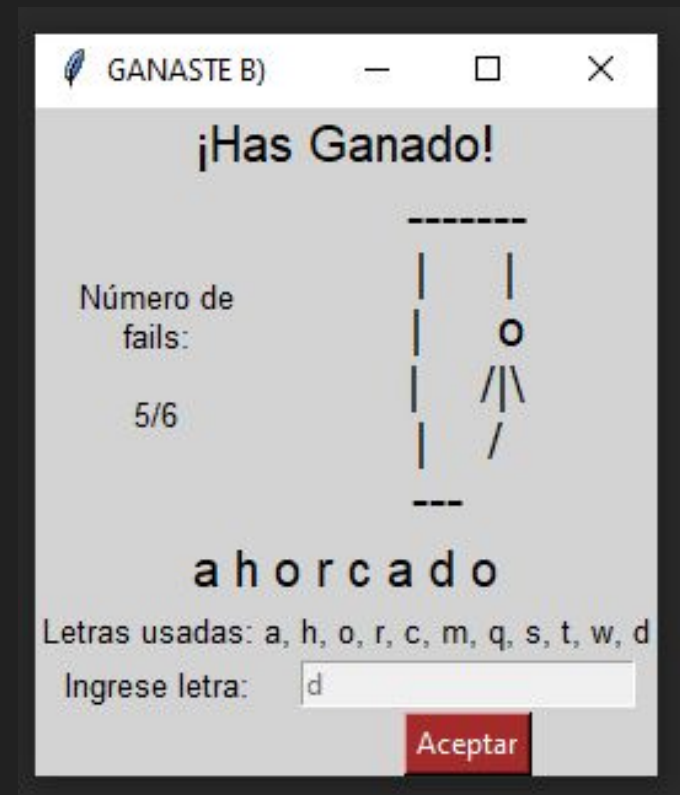 GANASTE B)
¡Has Ganado!
-------
|      |
Número de
fails:
|      o
|     /|\
5/6
|     /
---
a h o r c a d o
Letras usadas: a, h, o, r, c, m, q, s, t, w, d
Ingrese letra: d
Aceptar